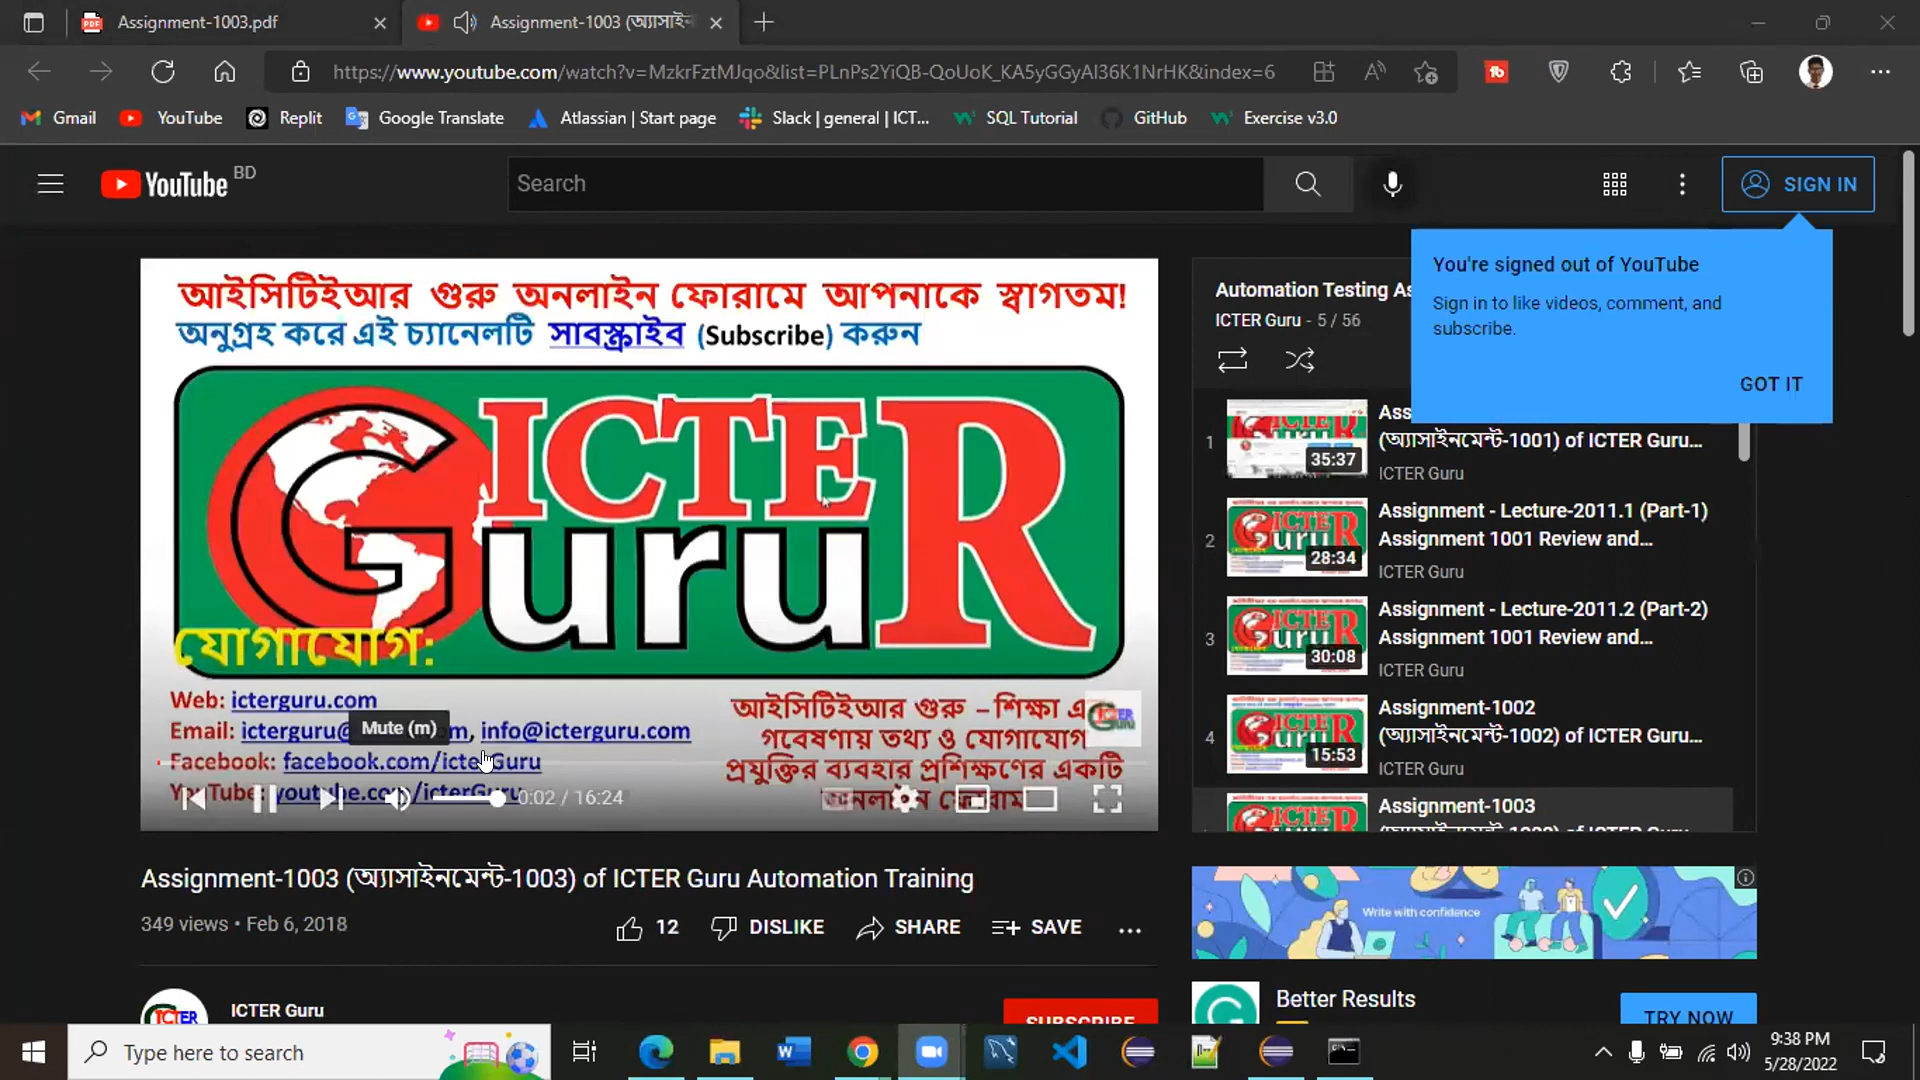 Assignment-1003.pdf
Assignment-1003 (অ্যাসাইন
https://www.youtube.com/watch?v=MzkrFztMJqo&list=PLnPs2YiQB-QoUoK_KA5yGGyAl36K1NrHK&index=6
Gmail YouTube Replit Google Translate Atlassian | Start page Slack | general | ICT... SQL Tutorial GitHub Exercise v3.0
YouTube BD
Search
SIGN IN
You're signed out of YouTube
Sign in to like videos, comment, and
subscribe.
GOT IT
আইসিটিইআর গুরু অনলাইন ফোরামে আপনাকে স্বাগতম!
অনুগ্রহ করে এই চ্যানেলটি সাবস্ক্রাইব (Subscribe) করুন
ICTER
GuruR
যোগাযোগ:
Web: icterguru.com
Email: icterguru@ m, info@icterguru.com
Mute (m)
Facebook: facebook.com/icterGuru
YouTube: youtube.com/icterGuru
আইসিটিইআর গুরু – শিক্ষা এ
গবেষণায় তথ্য ও যোগাযোগ
প্রযুক্তির ব্যবহার প্রশিক্ষণের একটি
অনলাইন ফোরাম
0:02 / 16:24
Automation Testing As
ICTER Guru - 5 / 56
1
35:37
Ass
(অ্যাসাইনমেন্ট-1001) of ICTER Guru...
ICTER Guru
2
28:34
Assignment - Lecture-2011.1 (Part-1)
Assignment 1001 Review and...
ICTER Guru
3
30:08
Assignment - Lecture-2011.2 (Part-2)
Assignment 1001 Review and...
ICTER Guru
4
15:53
Assignment-1002
(অ্যাসাইনমেন্ট-1002) of ICTER Guru...
ICTER Guru
Assignment-1003
Assignment-1003 (অ্যাসাইনমেন্ট-1003) of ICTER Guru Automation Training
349 views • Feb 6, 2018
12 DISLIKE SHARE SAVE
Write with confidence
ICTER Guru
SUBSCRIBE
Better Results
TRY NOW
Type here to search
9:38 PM
5/28/2022